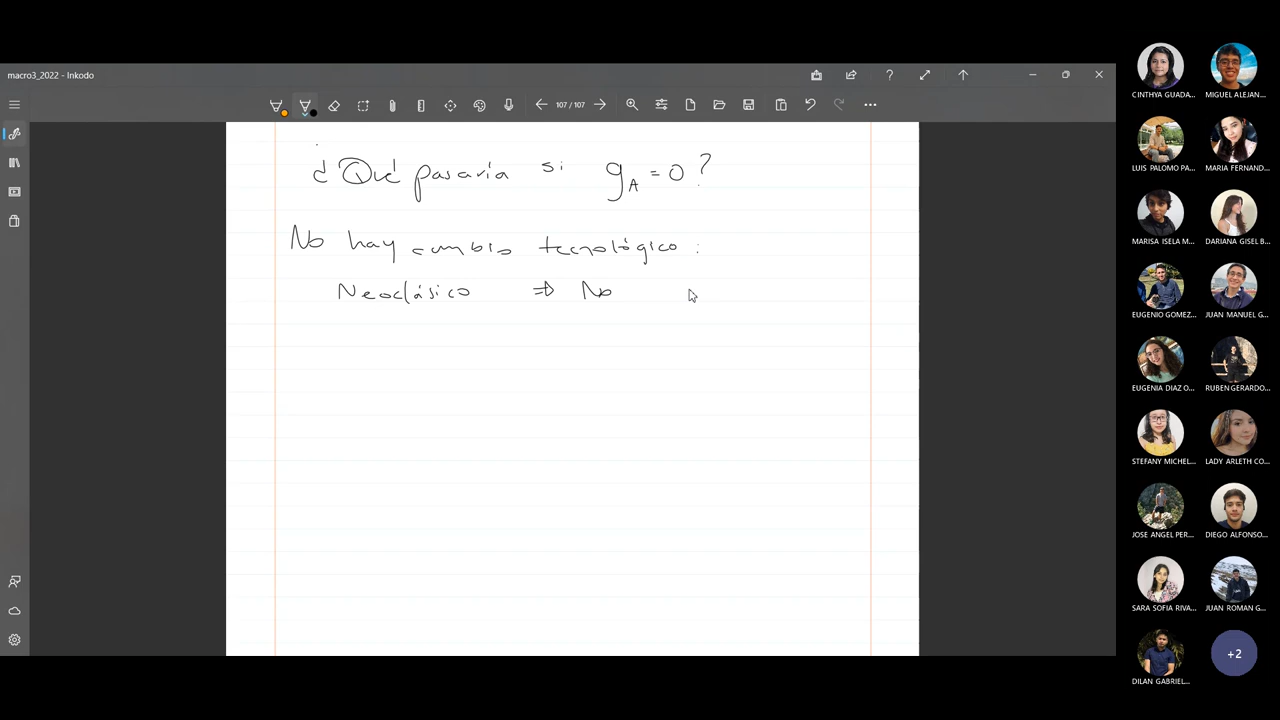 macro3_2022 - Inkodo
107 / 107
¿Qué pasaría si gA = 0?
No hay cambio tecnológico:
Neoclásico ⇒ No
CINTHYA GUADA...
MIGUEL ALEJAN...
LUIS PALOMO PA...
MARIA FERNAND...
MARISA ISELA M...
DARIANA GISEL B...
EUGENIO GOMEZ...
JUAN MANUEL G...
EUGENIA DIAZ O...
RUBEN GERARDO...
STEFANY MICHEL...
LADY ARLETH CO...
JOSE ANGEL PER...
DIEGO ALFONSO...
SARA SOFIA RIVA...
JUAN ROMAN G...
DILAN GABRIEL...
+2